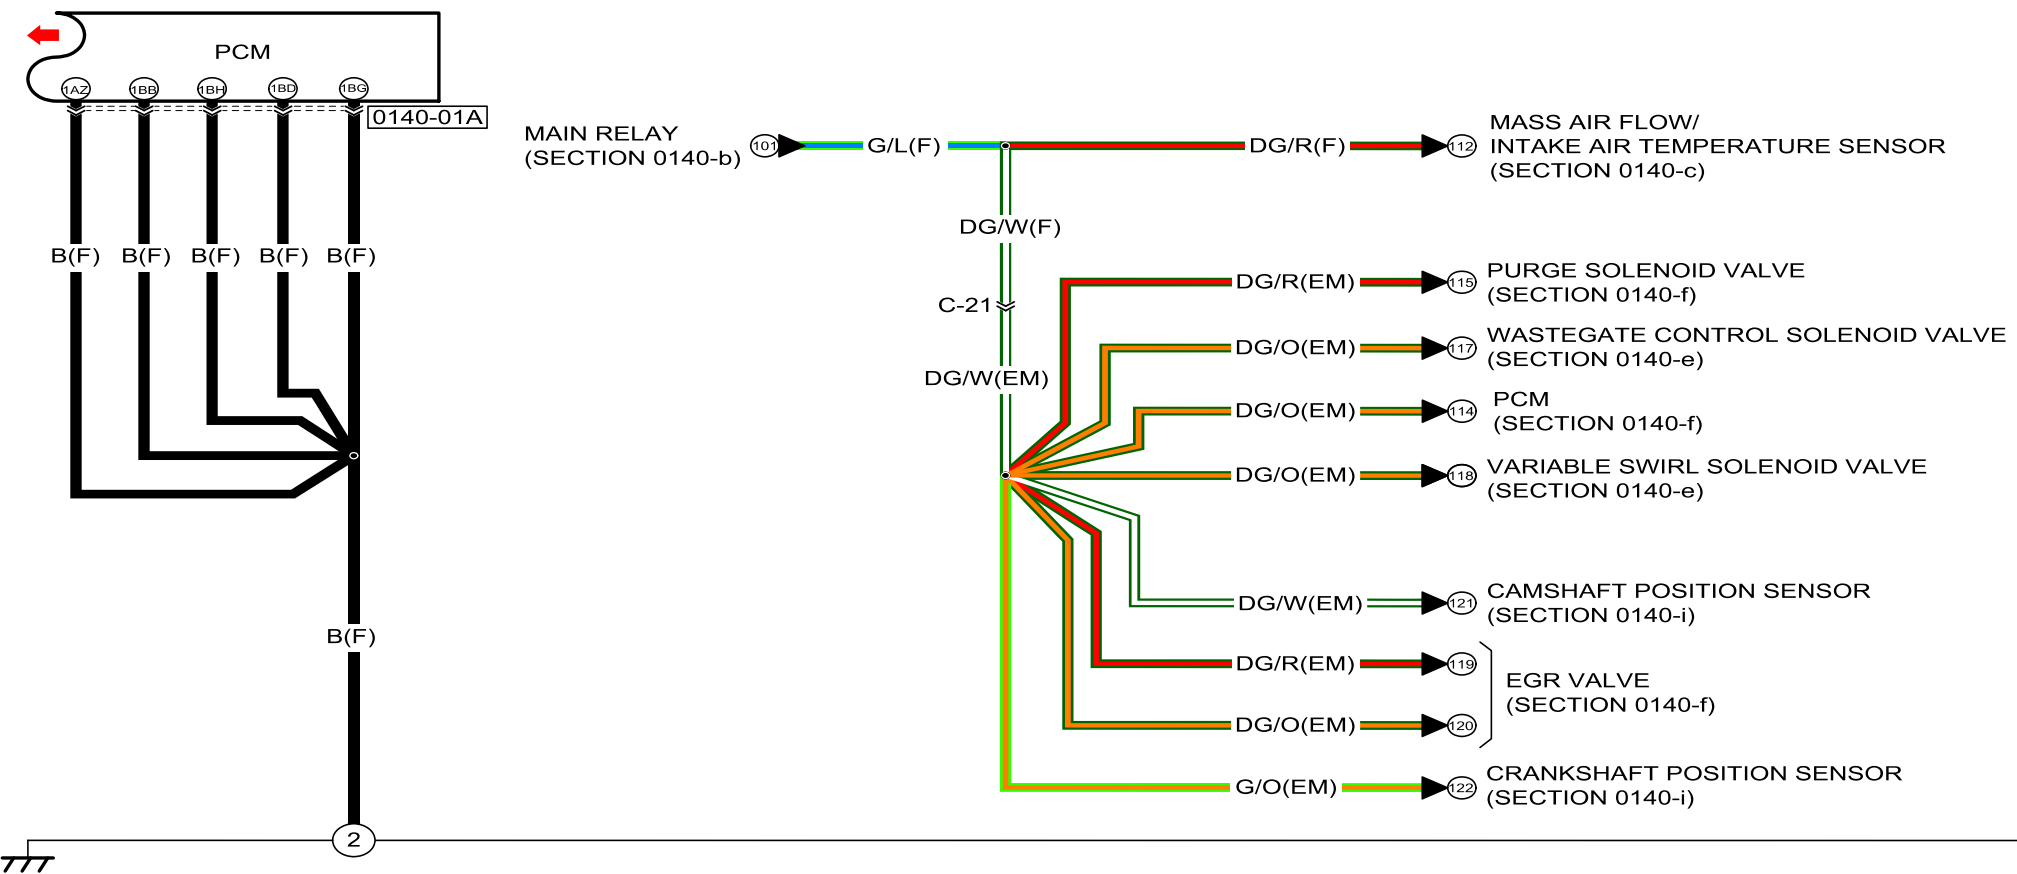 PCM
1AZ 1BB 1BH 1BD 1BG
0140-01A
B(F) B(F) B(F) B(F) B(F)
B(F)
2
MAIN RELAY
(SECTION 0140-b)
101
G/L(F)
DG/R(F)
112
MASS AIR FLOW/
INTAKE AIR TEMPERATURE SENSOR
(SECTION 0140-c)
DG/W(F)
C-21
DG/W(EM)
DG/R(EM)
115
PURGE SOLENOID VALVE
(SECTION 0140-f)
DG/O(EM)
117
WASTEGATE CONTROL SOLENOID VALVE
(SECTION 0140-e)
DG/O(EM)
114
PCM
(SECTION 0140-f)
DG/O(EM)
118
VARIABLE SWIRL SOLENOID VALVE
(SECTION 0140-e)
DG/W(EM)
121
CAMSHAFT POSITION SENSOR
(SECTION 0140-i)
DG/R(EM)
119
DG/O(EM)
120
EGR VALVE
(SECTION 0140-f)
G/O(EM)
122
CRANKSHAFT POSITION SENSOR
(SECTION 0140-i)